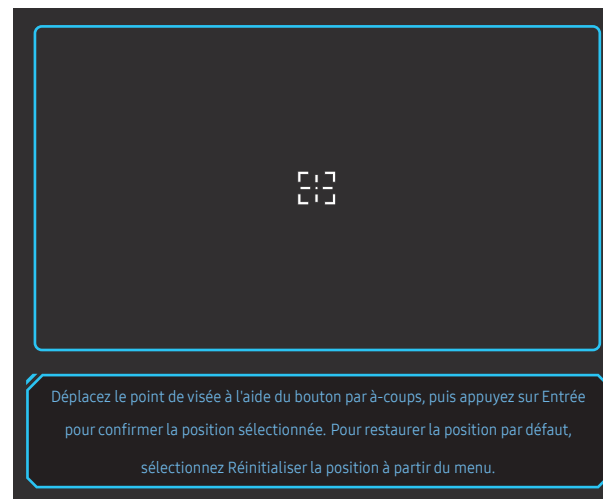 Déplacez le point de visée à l'aide du bouton par à-coups, puis appuyez sur Entrée
pour confirmer la position sélectionnée. Pour restaurer la position par défaut,
sélectionnez Réinitialiser la position à partir du menu.